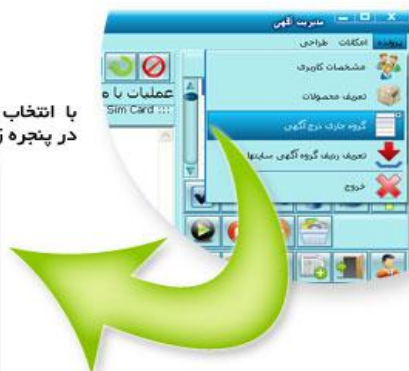 مدیریت آگهی
پرونده امکانات طراحی
مشخصات کاربری
تعریف محصولات
گروه جاری درج آگهی
تعریف ردیف گروه آگهی سایتها
خروج
عملیات با
Sim Card :::
با انتخاب
در پنجره